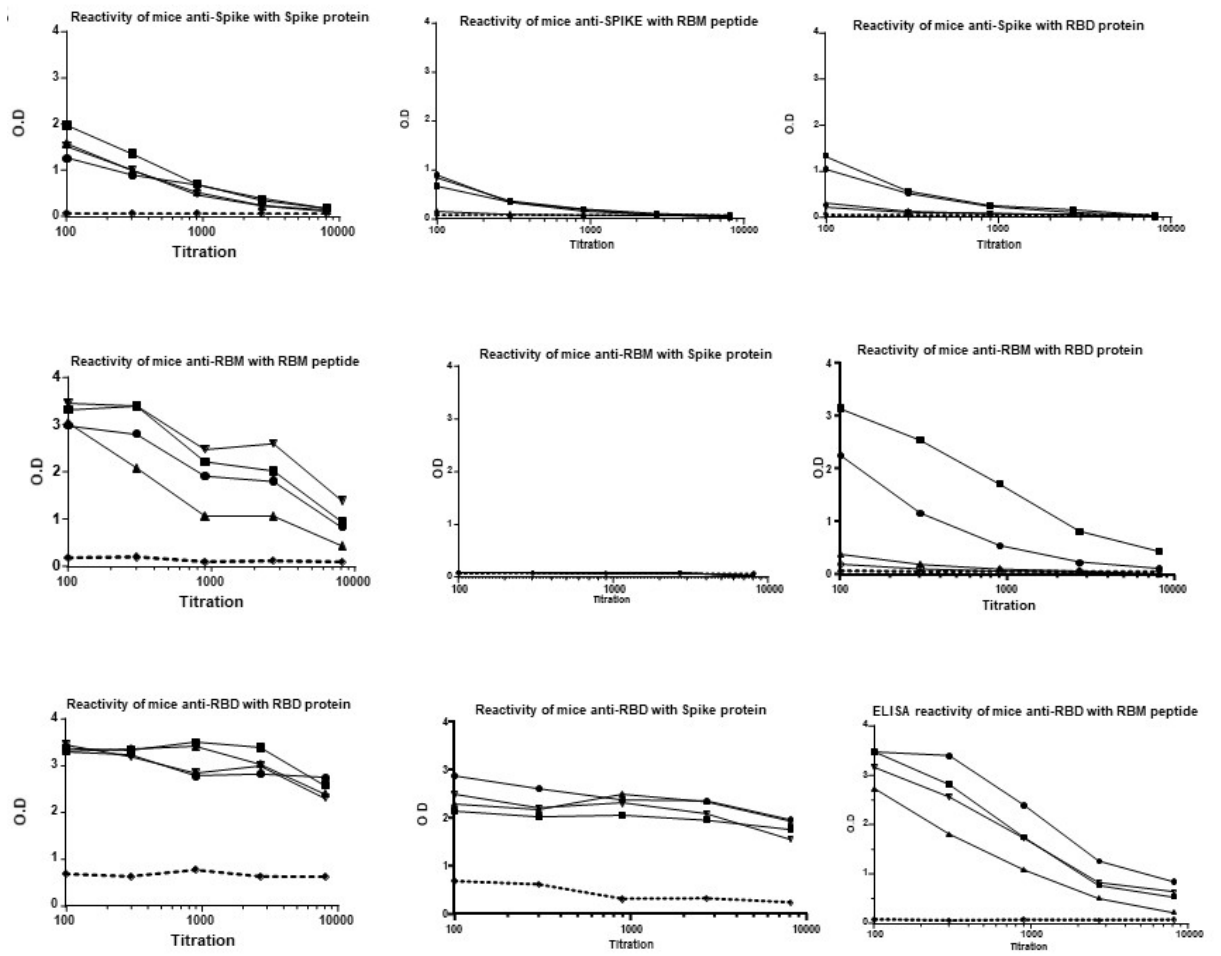 Reactivity of mice anti-Spike with Spike protein
4
3
2
1
0
O.D
100
1000
10000
Titration
Reactivity of mice anti-SPIKE with RBM peptide
4
3
2
1
0
O.D
100
1000
10000
Titration
Reactivity of mice anti-Spike with RBD protein
4
3
2
1
0
O.D
100
1000
10000
Titration
Reactivity of mice anti-RBM with RBM peptide
4
3
2
1
0
O.D
100
1000
10000
Titration
Reactivity of mice anti-RBM with Spike protein
4
3
2
1
0
O.D
100
1000
10000
Titration
Reactivity of mice anti-RBM with RBD protein
4
3
2
1
0
O.D
100
1000
10000
Titration
Reactivity of mice anti-RBD with RBD protein
4
3
2
1
0
O.D
100
1000
10000
Titration
Reactivity of mice anti-RBD with Spike protein
4
3
2
1
0
O.D
100
1000
10000
Titration
ELISA reactivity of mice anti-RBD with RBM peptide
4
3
2
1
0
O.D
100
1000
10000
Titration